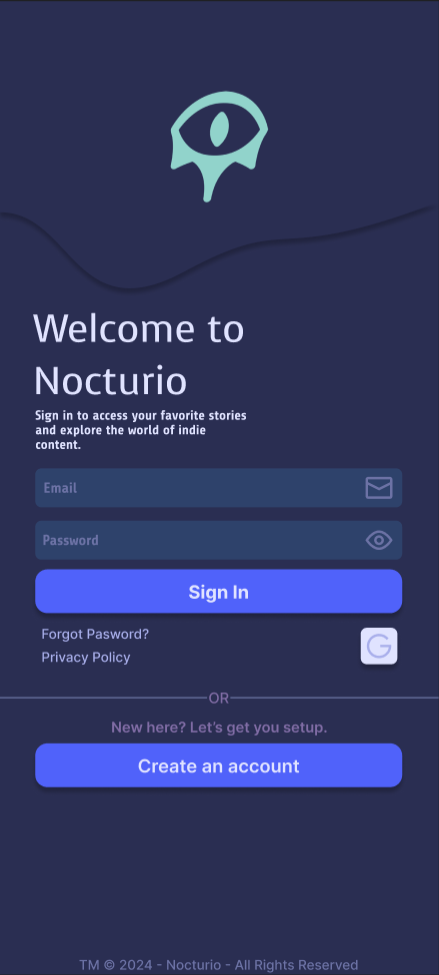 Welcome to
Nocturio
Sign in to access your favorite stories
and explore the world of indie
content.
Email
Password
Sign In
Forgot Pasword?
Privacy Policy
G
OR
New here? Let's get you setup.
Create an account
TM © 2024 - Nocturio - All Rights Reserved